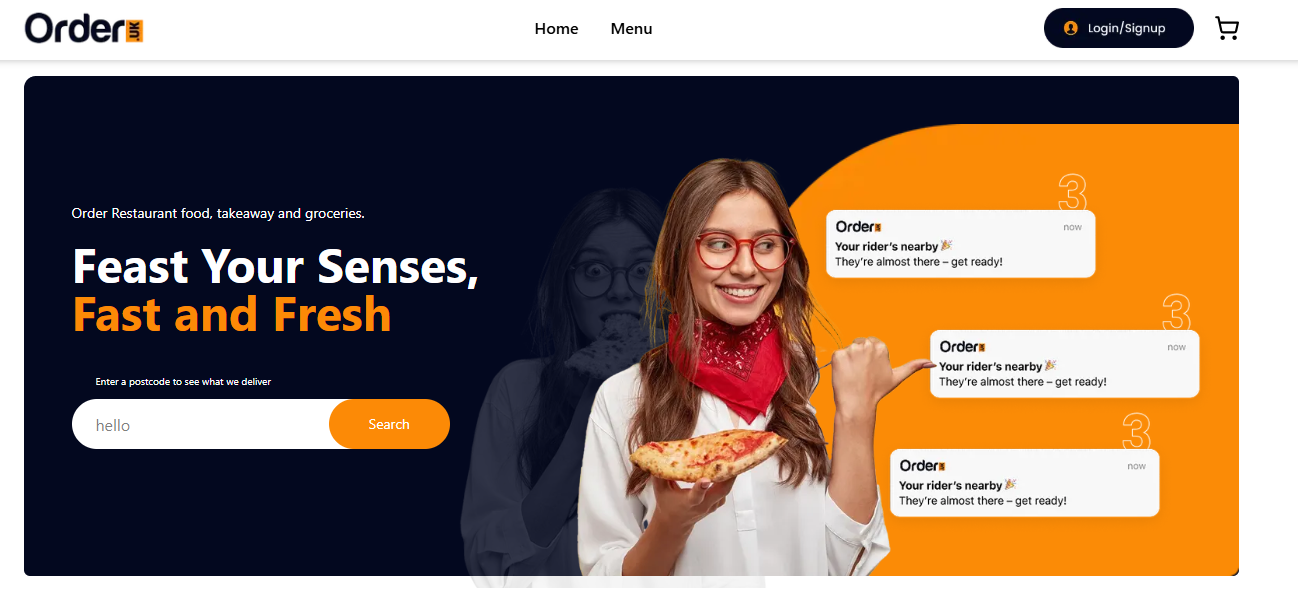 Order.uk
Home
Menu
Login/Signup
Order Restaurant food, takeaway and groceries.
Feast Your Senses,
Fast and Fresh
Enter a postcode to see what we deliver
hello
Search
3
Order
now
Your rider's nearby🎉
They're almost there – get ready!
3
Order
now
Your rider's nearby🎉
They're almost there – get ready!
3
Order
now
Your rider's nearby🎉
They're almost there – get ready!